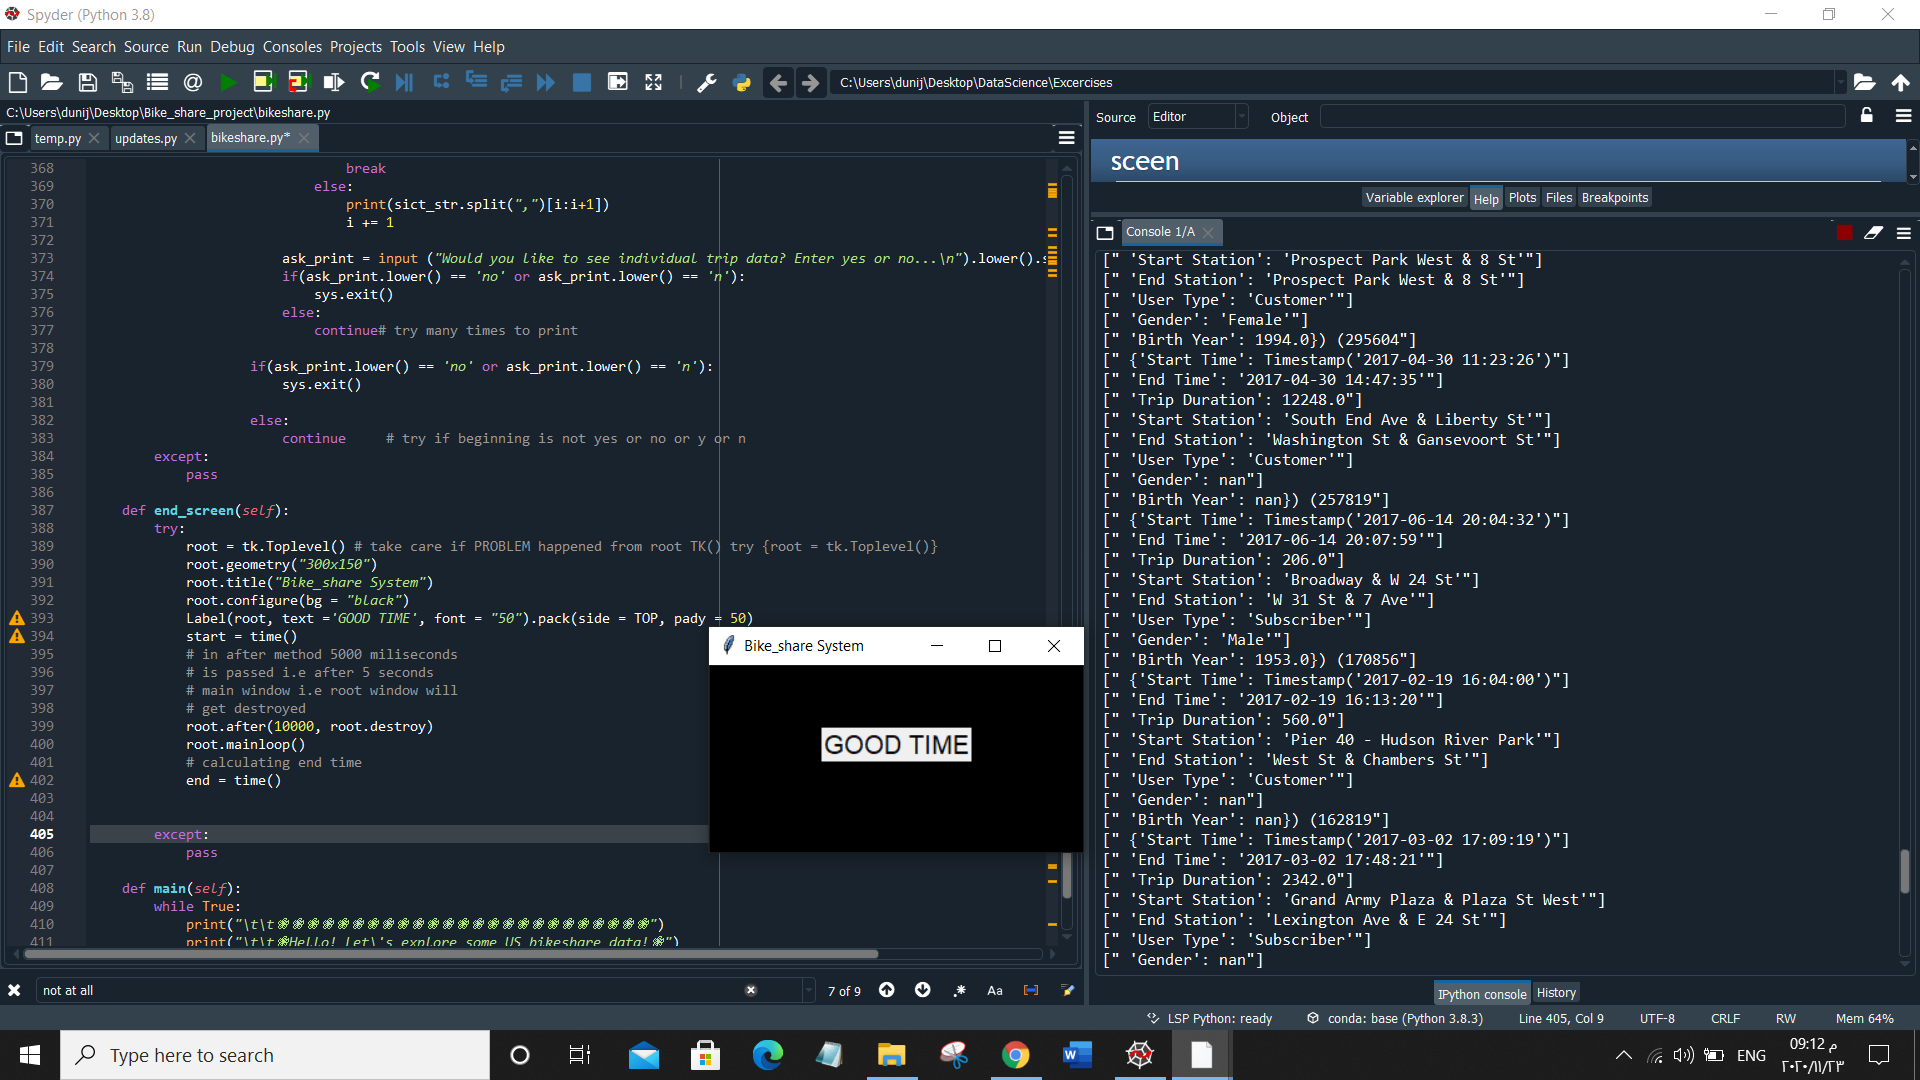 Spyder (Python 3.8)
File Edit Search Source Run Debug Consoles Projects Tools View Help
C:\Users\dunij\Desktop\DataScience\Excercises
C:\Users\dunij\Desktop\Bike_share_project\bikeshare.py
temp.py updates.py bikeshare.py*
368 break
369 else:
370 print(sict_str.split(",")[i:i+1])
371 i += 1
372
373 ask_print = input ("Would you like to see individual trip data? Enter yes or no...\n").lower().
374 if(ask_print.lower() == 'no' or ask_print.lower() == 'n'):
375 sys.exit()
376 else:
377 continue# try many times to print
378
379 if(ask_print.lower() == 'no' or ask_print.lower() == 'n'):
380 sys.exit()
381
382 else:
383 continue # try if beginning is not yes or no or y or n
384 except:
385 pass
386
387 def end_screen(self):
388 try:
389 root = tk.Toplevel() # take care if PROBLEM happened from root TK() try {root = tk.Toplevel()}
390 root.geometry("300x150")
391 root.title("Bike_share System")
392 root.configure(bg = "black")
393 Label(root, text ='GOOD TIME', font = "50").pack(side = TOP, pady = 50)
394 start = time()
395 # in after method 5000 miliseconds
396 # is passed i.e after 5 seconds
397 # main window i.e root window will
398 # get destroyed
399 root.after(10000, root.destroy)
400 root.mainloop()
401 # calculating end time
402 end = time()
403
404
405 except:
406 pass
407
408 def main(self):
409 while True:
410 print("\t\t֍֍֍֍֍֍֍֍֍֍֍֍֍֍֍֍֍֍֍֍֍֍֍֍֍")
411 print("\t\t֍Hello! Let\'s explore some US bikeshare data!֍")
Bike_share System
GOOD TIME
not at all 7 of 9 .* Aa
Source Editor Object
sceen
Variable explorer Help Plots Files Breakpoints
Console 1/A
[" 'Start Station': 'Prospect Park West & 8 St'"]
[" 'End Station': 'Prospect Park West & 8 St'"]
[" 'User Type': 'Customer'"]
[" 'Gender': 'Female'"]
[" 'Birth Year': 1994.0}) (295604"]
[" {'Start Time': Timestamp('2017-04-30 11:23:26')"]
[" 'End Time': '2017-04-30 14:47:35'"]
[" 'Trip Duration': 12248.0"]
[" 'Start Station': 'South End Ave & Liberty St'"]
[" 'End Station': 'Washington St & Gansevoort St'"]
[" 'User Type': 'Customer'"]
[" 'Gender': nan"]
[" 'Birth Year': nan}) (257819"]
[" {'Start Time': Timestamp('2017-06-14 20:04:32')"]
[" 'End Time': '2017-06-14 20:07:59'"]
[" 'Trip Duration': 206.0"]
[" 'Start Station': 'Broadway & W 24 St'"]
[" 'End Station': 'W 31 St & 7 Ave'"]
[" 'User Type': 'Subscriber'"]
[" 'Gender': 'Male'"]
[" 'Birth Year': 1953.0}) (170856"]
[" {'Start Time': Timestamp('2017-02-19 16:04:00')"]
[" 'End Time': '2017-02-19 16:13:20'"]
[" 'Trip Duration': 560.0"]
[" 'Start Station': 'Pier 40 - Hudson River Park'"]
[" 'End Station': 'West St & Chambers St'"]
[" 'User Type': 'Customer'"]
[" 'Gender': nan"]
[" 'Birth Year': nan}) (162819"]
[" {'Start Time': Timestamp('2017-03-02 17:09:19')"]
[" 'End Time': '2017-03-02 17:48:21'"]
[" 'Trip Duration': 2342.0"]
[" 'Start Station': 'Grand Army Plaza & Plaza St West'"]
[" 'End Station': 'Lexington Ave & E 24 St'"]
[" 'User Type': 'Subscriber'"]
[" 'Gender': nan"]
IPython console History
LSP Python: ready conda: base (Python 3.8.3) Line 405, Col 9 UTF-8 CRLF RW Mem 64%
Type here to search
ENG
09:12 م
٢٠٢٠/١١/٢٣